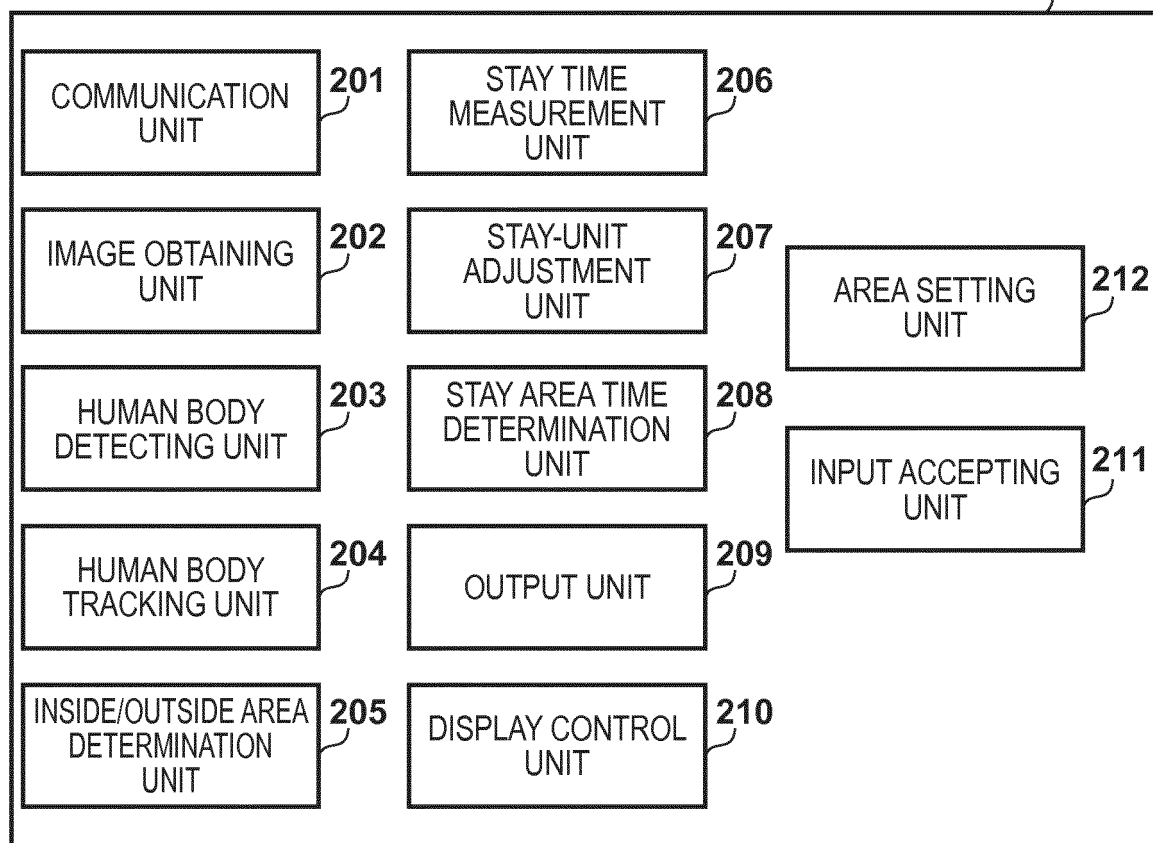 COMMUNICATION
UNIT
201
IMAGE OBTAINING
UNIT
202
HUMAN BODY
DETECTING UNIT
203
HUMAN BODY
TRACKING UNIT
204
INSIDE/OUTSIDE AREA
DETERMINATION
UNIT
205
STAY TIME
MEASUREMENT
UNIT
206
STAY-UNIT
ADJUSTMENT
UNIT
207
STAY AREA TIME
DETERMINATION
UNIT
208
OUTPUT UNIT
209
DISPLAY CONTROL
UNIT
210
AREA SETTING
UNIT
212
INPUT ACCEPTING
UNIT
211